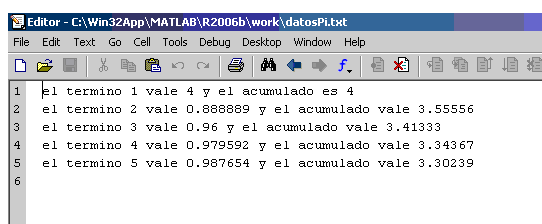 Editor - C:\Win32App\MATLAB\R2006b\work\datosPi.txt
File Edit Text Go Cell Tools Debug Desktop Window Help
1 el termino 1 vale 4 y el acumulado es 4
2 el termino 2 vale 0.888889 y el acumulado vale 3.55556
3 el termino 3 vale 0.96 y el acumulado vale 3.41333
4 el termino 4 vale 0.979592 y el acumulado vale 3.34367
5 el termino 5 vale 0.987654 y el acumulado vale 3.30239
6